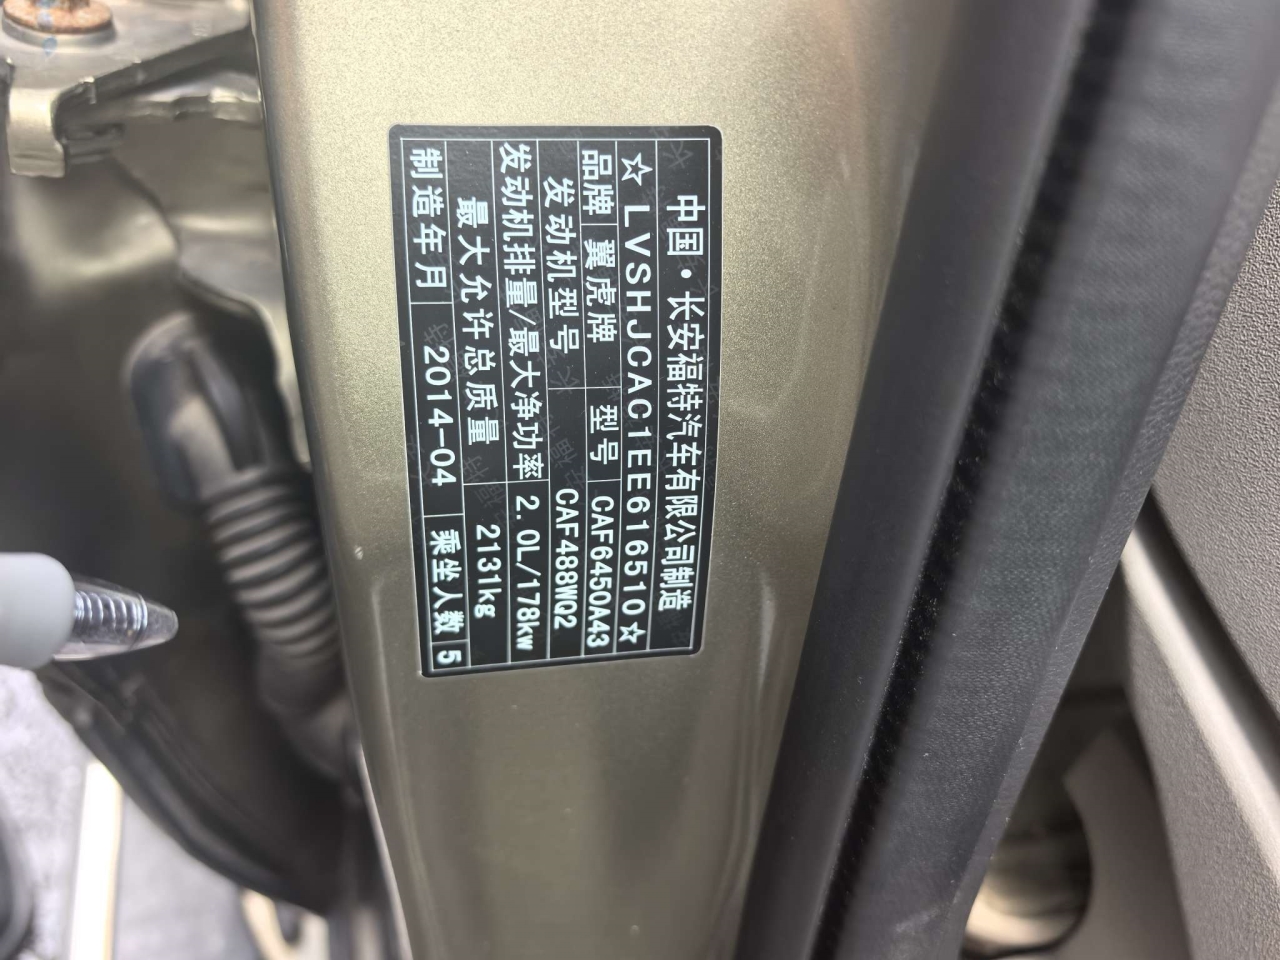 中国·长安福特汽车有限公司制造
☆LVSHJCAC1EE616510☆
品牌 翼虎牌 型号 CAF6450A43
发动机型号 CAF488WQ2
发动机排量/最大净功率 2.0L/178kw
最大允许总质量 2131kg
制造年月 2014-04 乘坐人数 5